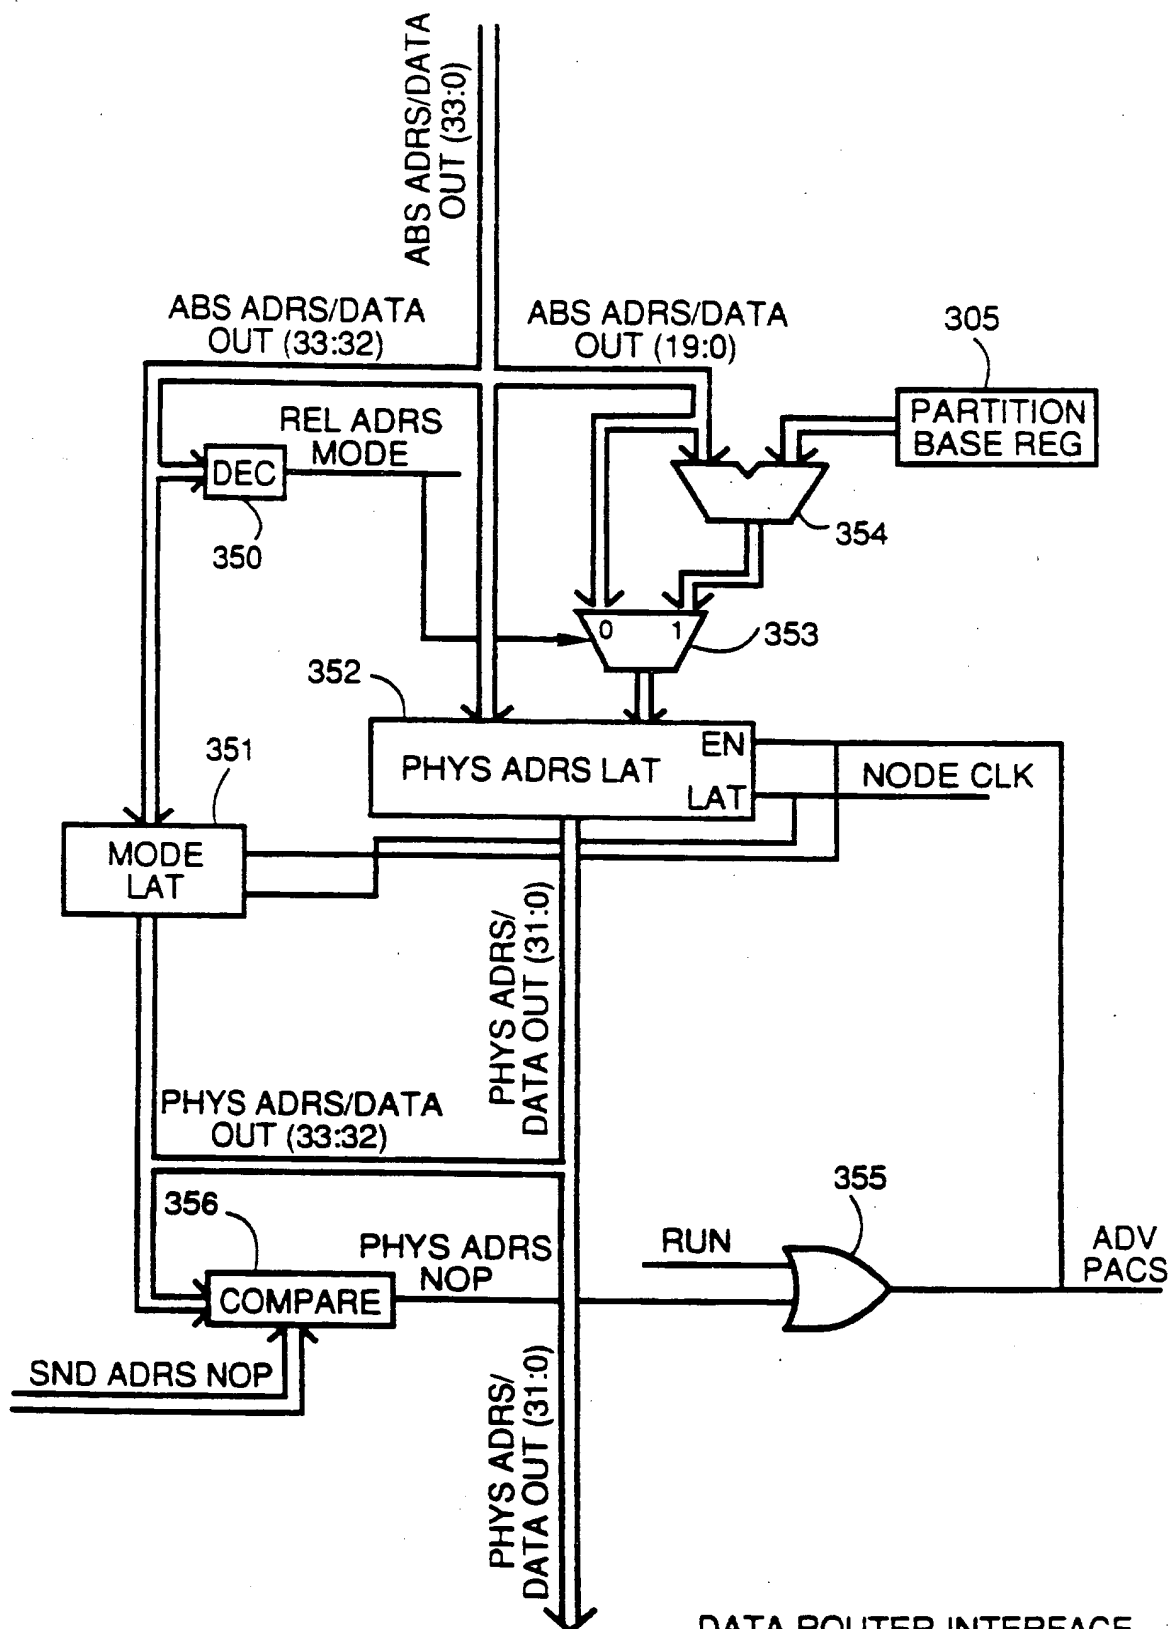 ABS ADRS/DATA
OUT (33:0)
ABS ADRS/DATA
OUT (33:32)
ABS ADRS/DATA
OUT (19:0)
305
PARTITION
BASE REG
REL ADRS
MODE
DEC
350
354
0
1
353
352
PHYS ADRS LAT
EN
LAT
NODE CLK
351
MODE
LAT
PHYS ADRS/
DATA OUT (31:0)
PHYS ADRS/DATA
OUT (33:32)
356
COMPARE
PHYS ADRS
NOP
RUN
355
ADV
PACS
SND ADRS NOP
PHYS ADRS/
DATA OUT (31:0)
DATA ROUTER INTERFACE